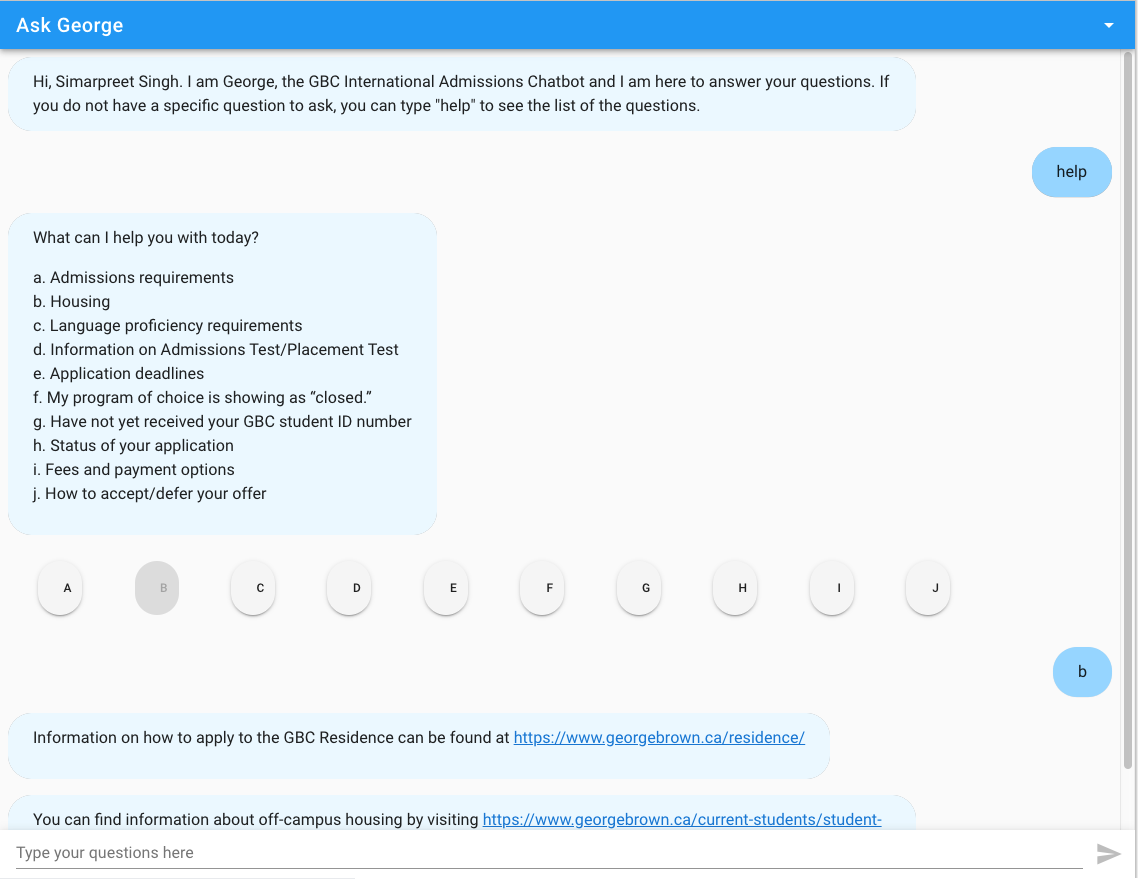 Ask George
Hi, Simarpreet Singh. I am George, the GBC International Admissions Chatbot and I am here to answer your questions. If
you do not have a specific question to ask, you can type "help" to see the list of the questions.
help
What can I help you with today?
a. Admissions requirements
b. Housing
c. Language proficiency requirements
d. Information on Admissions Test/Placement Test
e. Application deadlines
f. My program of choice is showing as “closed.”
g. Have not yet received your GBC student ID number
h. Status of your application
i. Fees and payment options
j. How to accept/defer your offer
A B C D E F G H I J
b
Information on how to apply to the GBC Residence can be found at https://www.georgebrown.ca/residence/
You can find information about off-campus housing by visiting https://www.georgebrown.ca/current-students/student-
Type your questions here